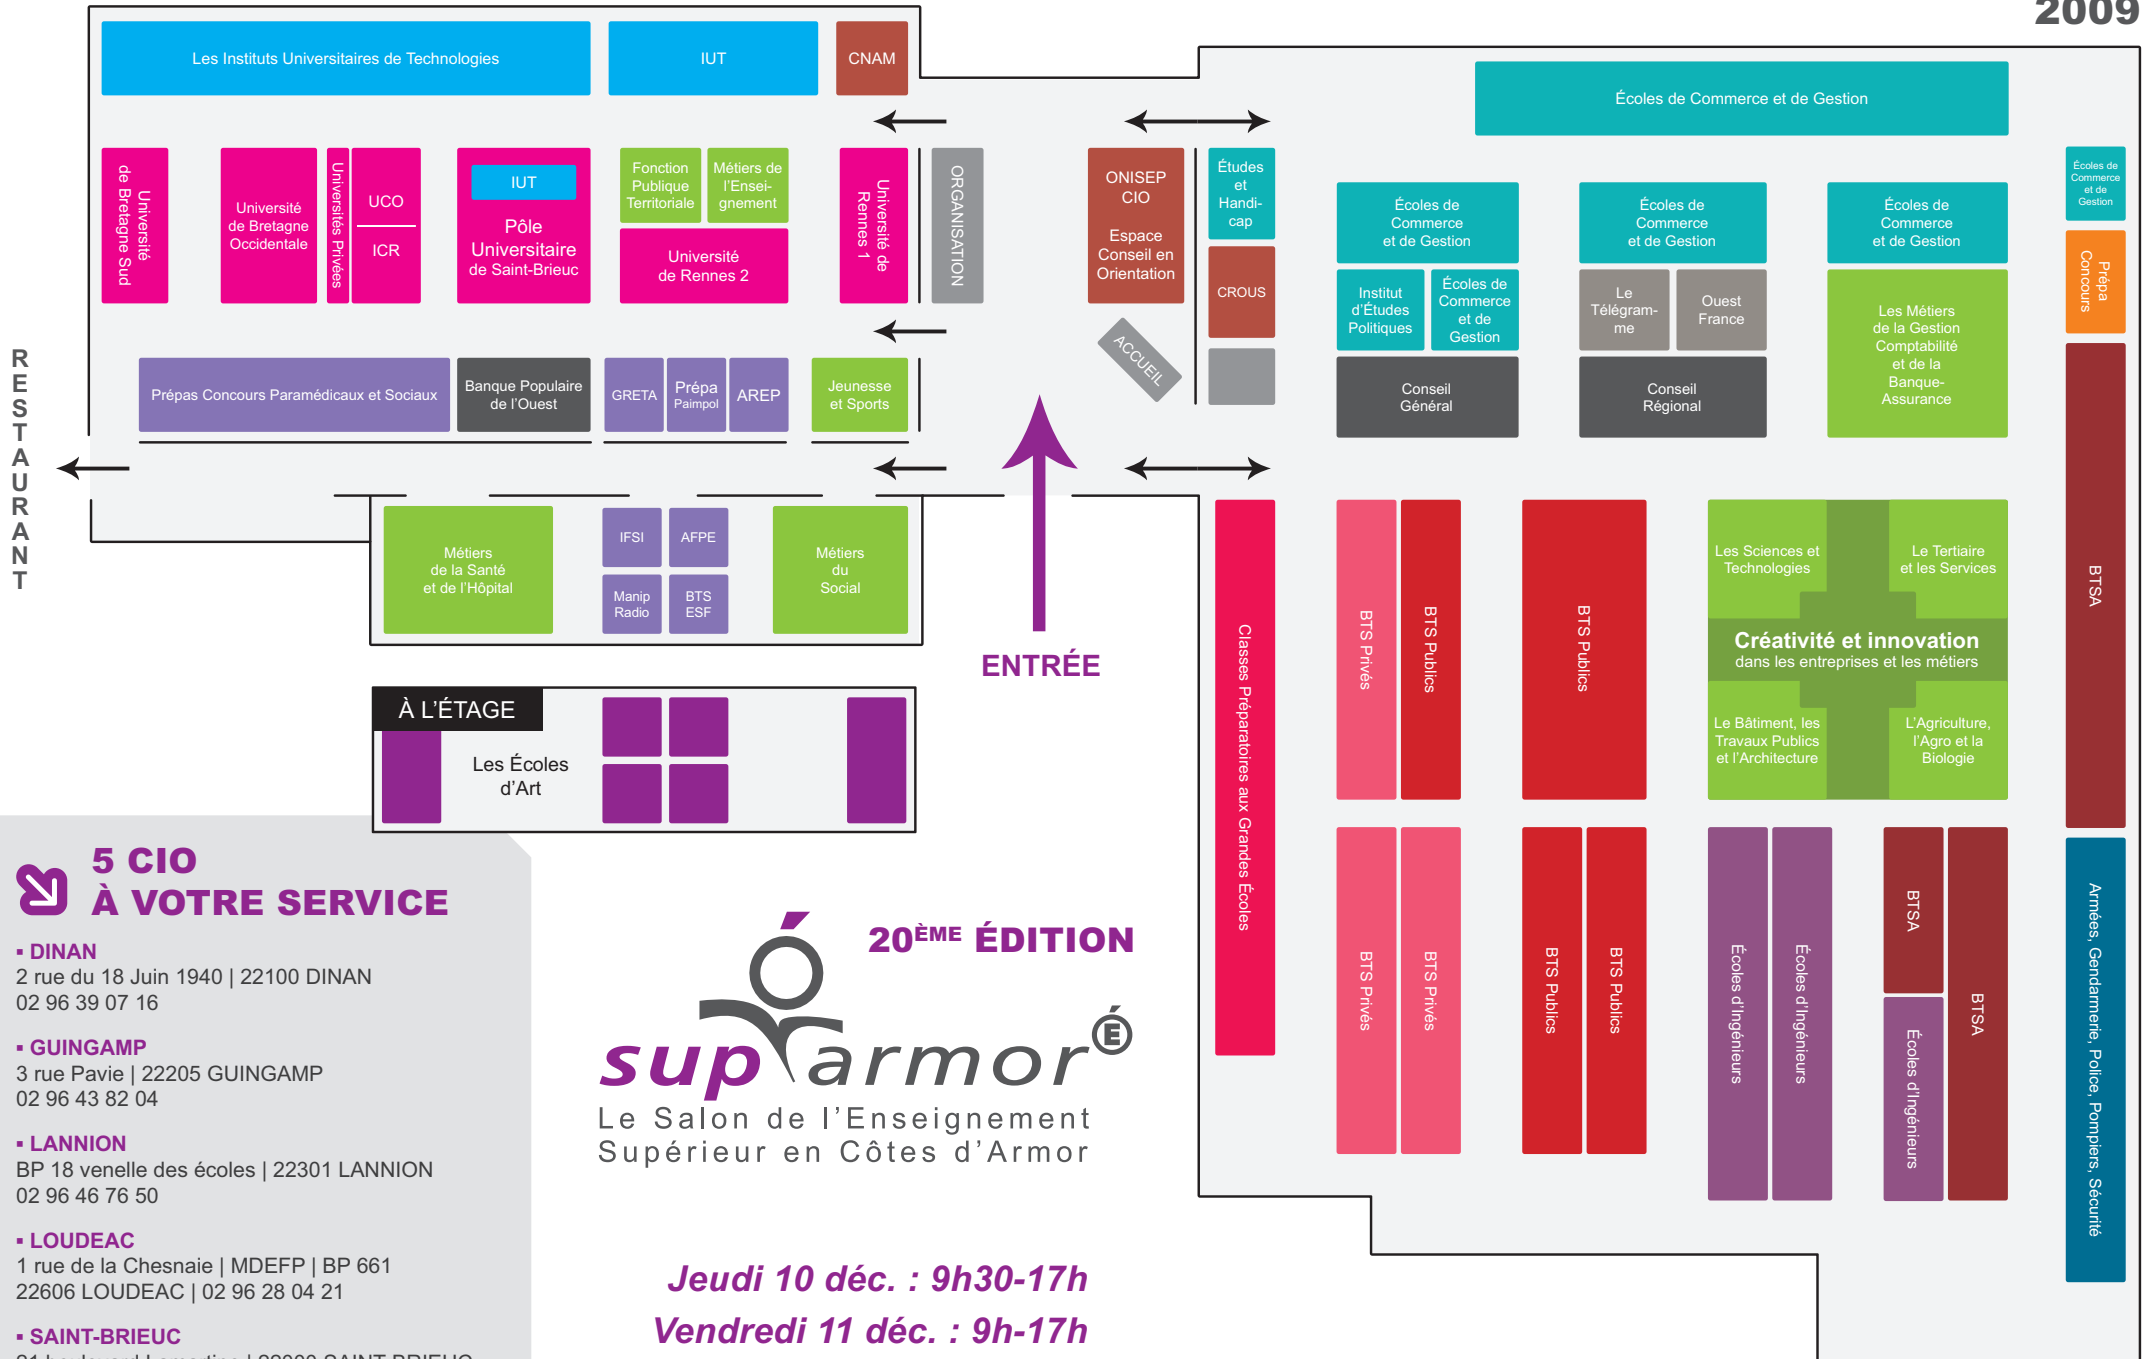 2009
Les Instituts Universitaires de Technologies
IUT
CNAM
Écoles de Commerce et de Gestion
Université
de Bretagne Sud
Université
de Bretagne
Occidentale
Universités Privées
UCO
ICR
IUT
Pôle
Universitaire
de Saint-Brieuc
Fonction
Publique
Territoriale
Métiers de
l'Ensei-
gnement
Université
de Rennes 2
Université de
Rennes 1
ORGANISATION
ONISEP
CIO
Espace
Conseil en
Orientation
Études
et
Handi-
cap
CROUS
ACCUEIL
Écoles de
Commerce
et de Gestion
Écoles de
Commerce
et de Gestion
Écoles de
Commerce
et de Gestion
Écoles de
Commerce
et de
Gestion
Prépa
Concours
Institut
d'Études
Politiques
Écoles de
Commerce
et de
Gestion
Le
Télégram-
me
Ouest
France
Les Métiers
de la Gestion
Comptabilité
et de la
Banque-
Assurance
Conseil
Général
Conseil
Régional
RESTAURANT
Prépas Concours Paramédicaux et Sociaux
Banque Populaire
de l'Ouest
GRETA
Prépa
Paimpol
AREP
Jeunesse
et Sports
Métiers
de la Santé
et de l'Hôpital
IFSI
AFPE
Manip
Radio
BTS
ESF
Métiers
du
Social
ENTRÉE
À L'ÉTAGE
Les Écoles
d'Art
Classes Préparatoires aux Grandes Écoles
BTS Privés
BTS Publics
BTS Publics
Les Sciences et
Technologies
Le Tertiaire
et les Services
Créativité et innovation
dans les entreprises et les métiers
Le Bâtiment, les
Travaux Publics
et l'Architecture
L'Agriculture,
l'Agro et la
Biologie
BTSA
BTS Privés
BTS Privés
BTS Publics
BTS Publics
Écoles d'Ingénieurs
Écoles d'Ingénieurs
BTSA
Écoles d'Ingénieurs
BTSA
Armées, Gendarmerie, Police, Pompiers, Sécurité
5 CIO
À VOTRE SERVICE
▪ DINAN
2 rue du 18 Juin 1940 | 22100 DINAN
02 96 39 07 16
▪ GUINGAMP
3 rue Pavie | 22205 GUINGAMP
02 96 43 82 04
▪ LANNION
BP 18 venelle des écoles | 22301 LANNION
02 96 46 76 50
▪ LOUDEAC
1 rue de la Chesnaie | MDEFP | BP 661
22606 LOUDEAC | 02 96 28 04 21
▪ SAINT-BRIEUC
21 boulevard Lamartine | 22000 SAINT-BRIEUC
20ÈME ÉDITION
sup armor É
Le Salon de l'Enseignement
Supérieur en Côtes d'Armor
Jeudi 10 déc. : 9h30-17h
Vendredi 11 déc. : 9h-17h